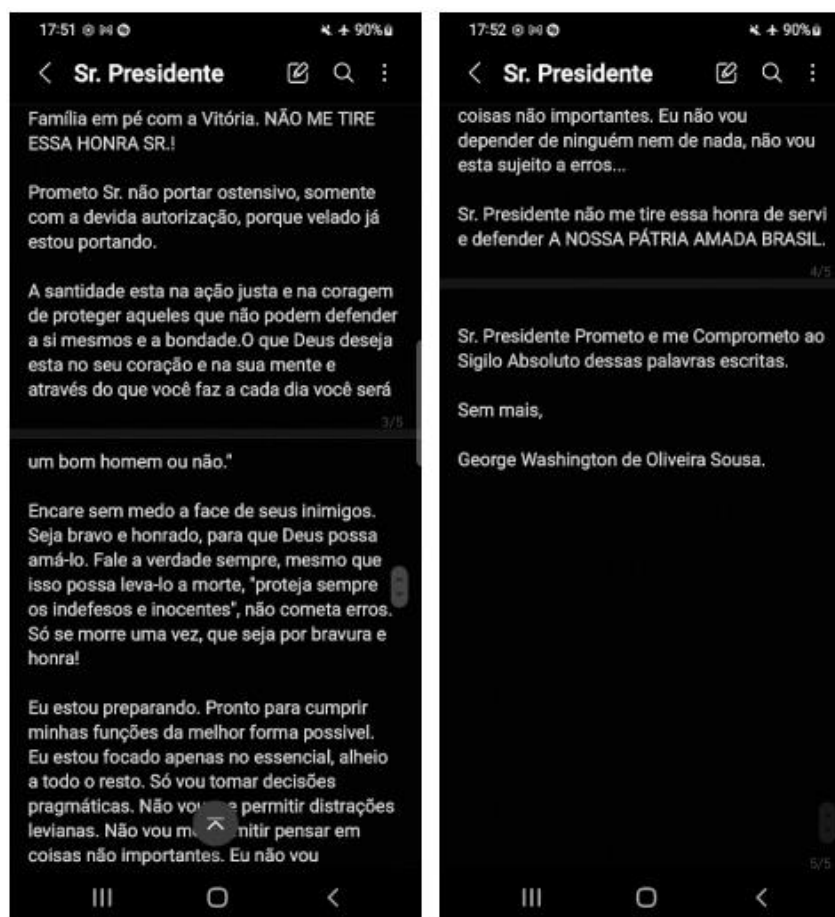 17:51
90%
Sr. Presidente
Família em pé com a Vitória. NÃO ME TIRE
ESSA HONRA SR.!
Prometo Sr. não portar ostensivo, somente
com a devida autorização, porque velado já
estou portando.
A santidade esta na ação justa e na coragem
de proteger aqueles que não podem defender
a si mesmos e a bondade.O que Deus deseja
esta no seu coração e na sua mente e
através do que você faz a cada dia você será
3/5
um bom homem ou não."
Encare sem medo a face de seus inimigos.
Seja bravo e honrado, para que Deus possa
amá-lo. Fale a verdade sempre, mesmo que
isso possa leva-lo a morte, "proteja sempre
os indefesos e inocentes", não cometa erros.
Só se morre uma vez, que seja por bravura e
honra!
Eu estou preparando. Pronto para cumprir
minhas funções da melhor forma possivel.
Eu estou focado apenas no essencial, alheio
a todo o resto. Só vou tomar decisões
pragmáticas. Não permitir distrações
levianas. Não vou pensar em
coisas não importantes. Eu não vou
17:52
90%
Sr. Presidente
coisas não importantes. Eu não vou
depender de ninguém nem de nada, não vou
esta sujeito a erros...
Sr. Presidente não me tire essa honra de servi
e defender A NOSSA PÁTRIA AMADA BRASIL.
4/5
Sr. Presidente Prometo e me Comprometo ao
Sigilo Absoluto dessas palavras escritas.
Sem mais,
George Washington de Oliveira Sousa.
5/5